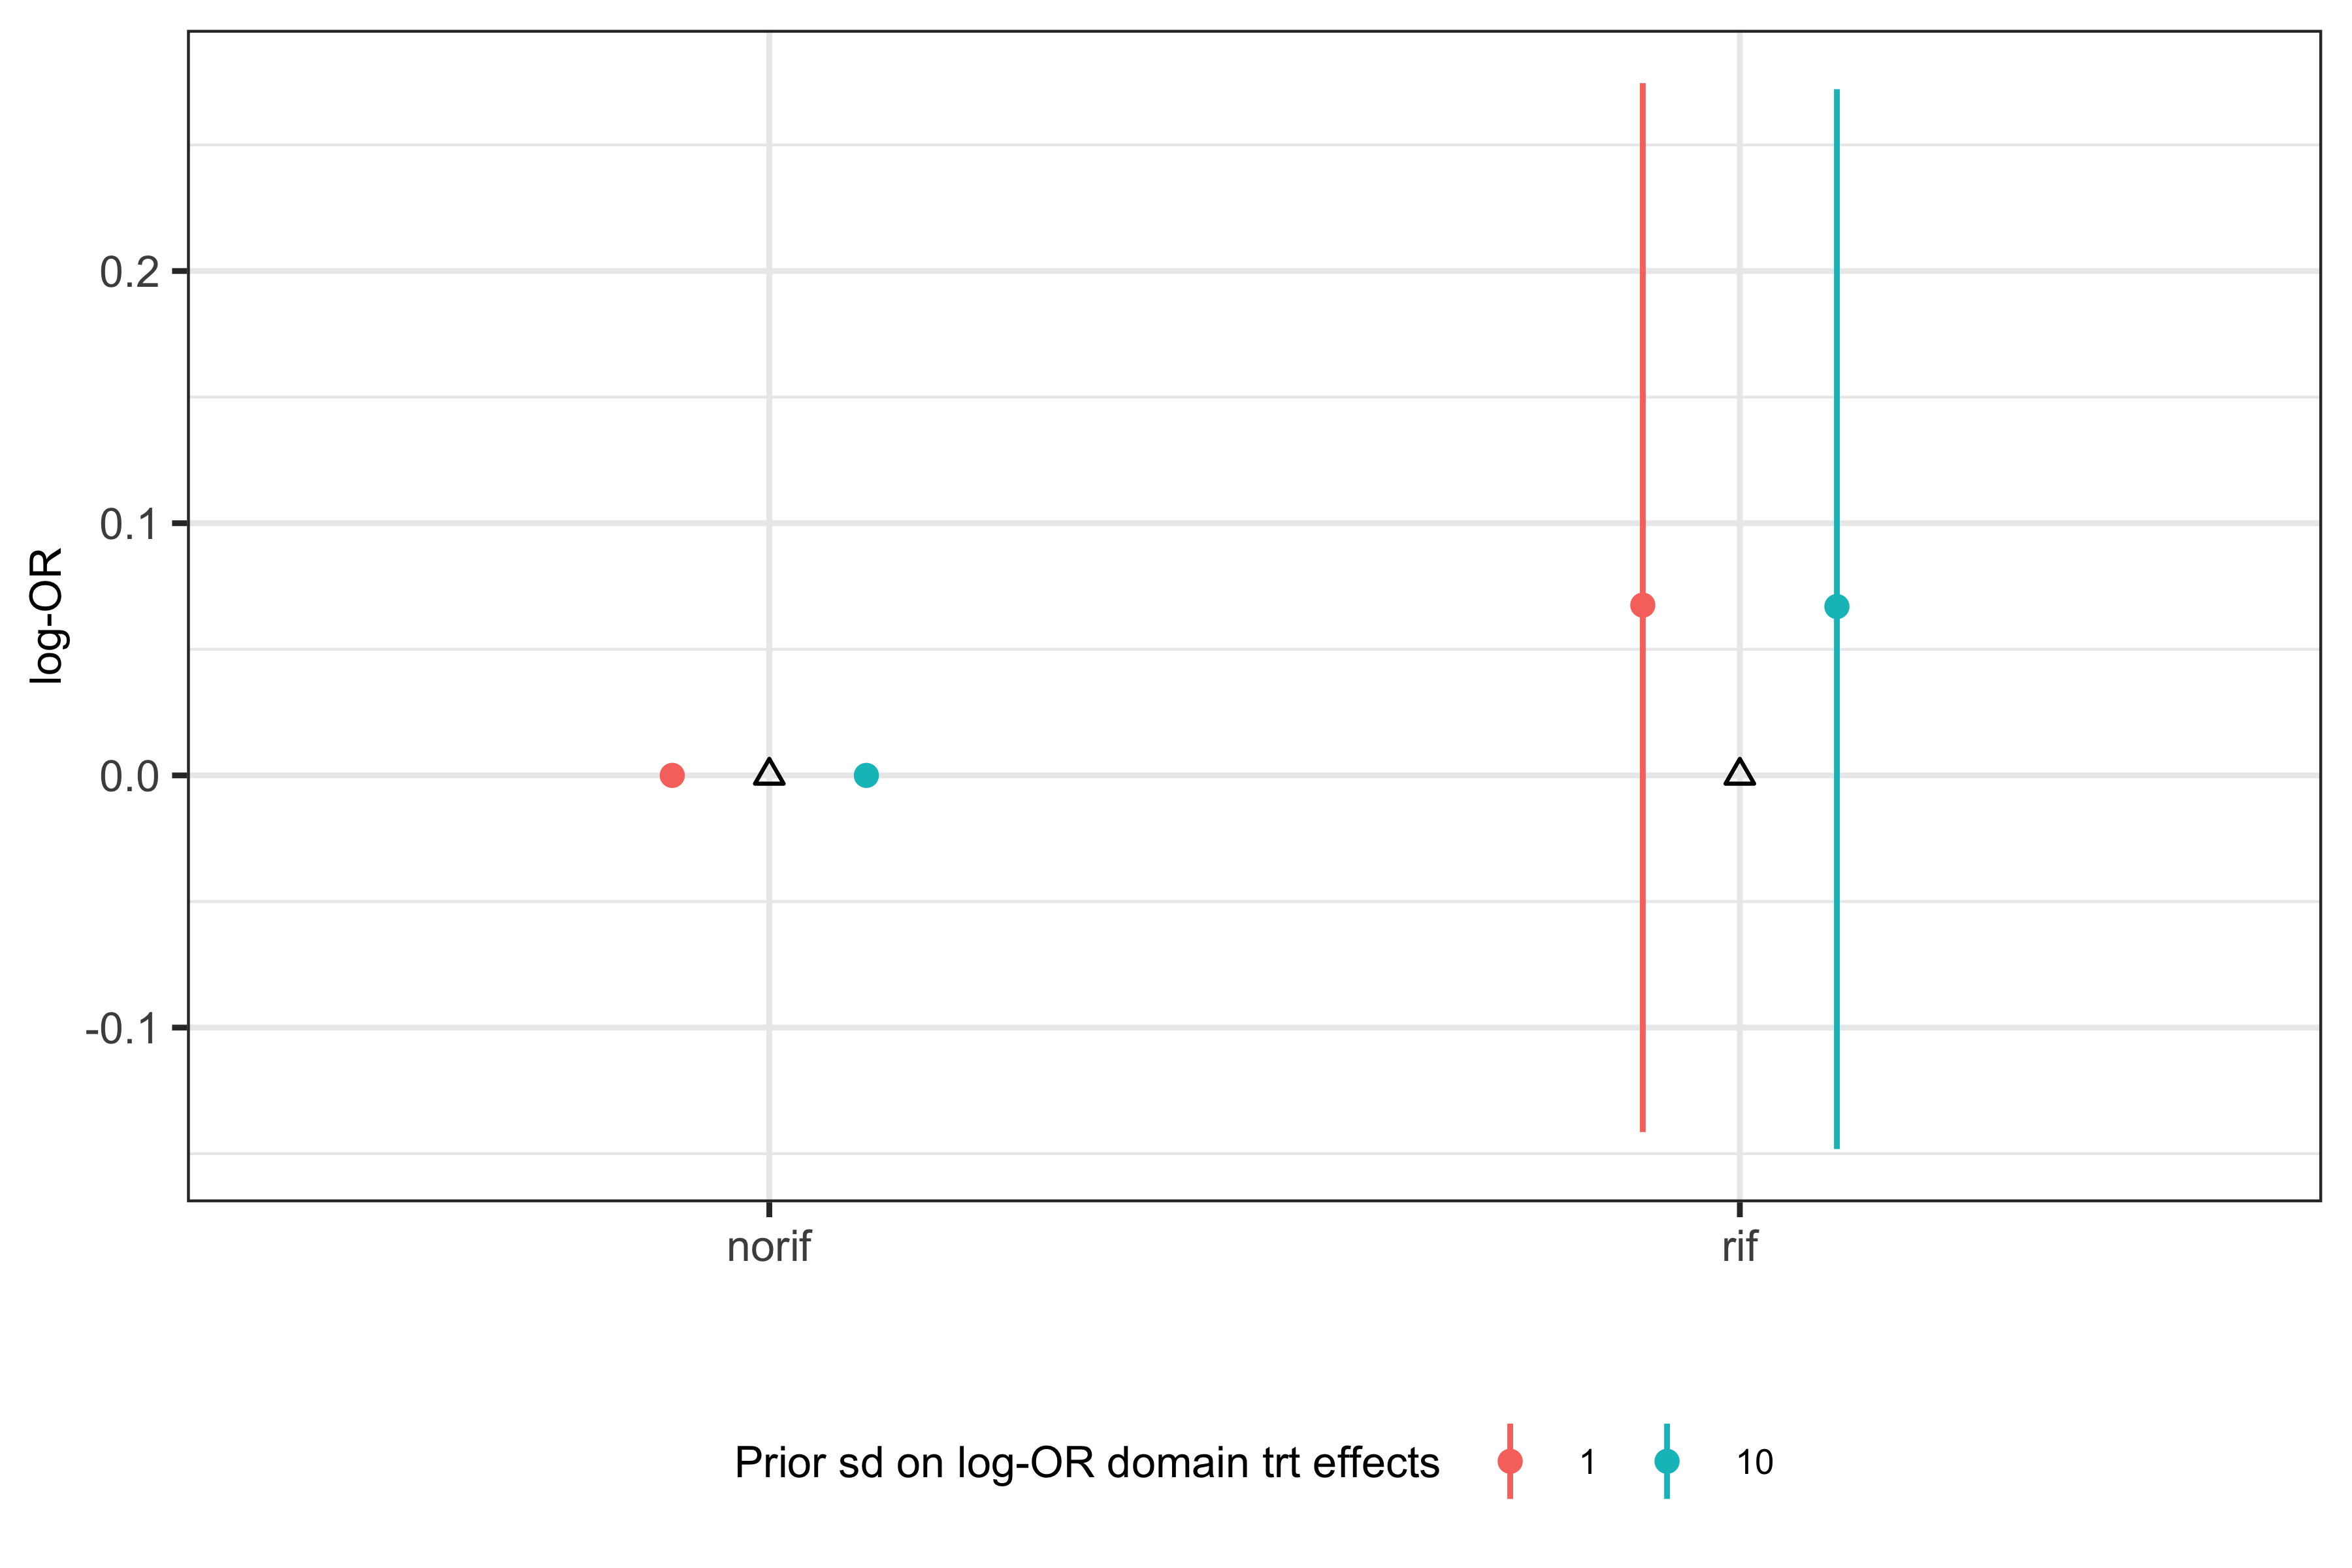 log-OR
0.2
0.1
0.0
-0.1
norif rif
Prior sd on log-OR domain trt effects 1 10